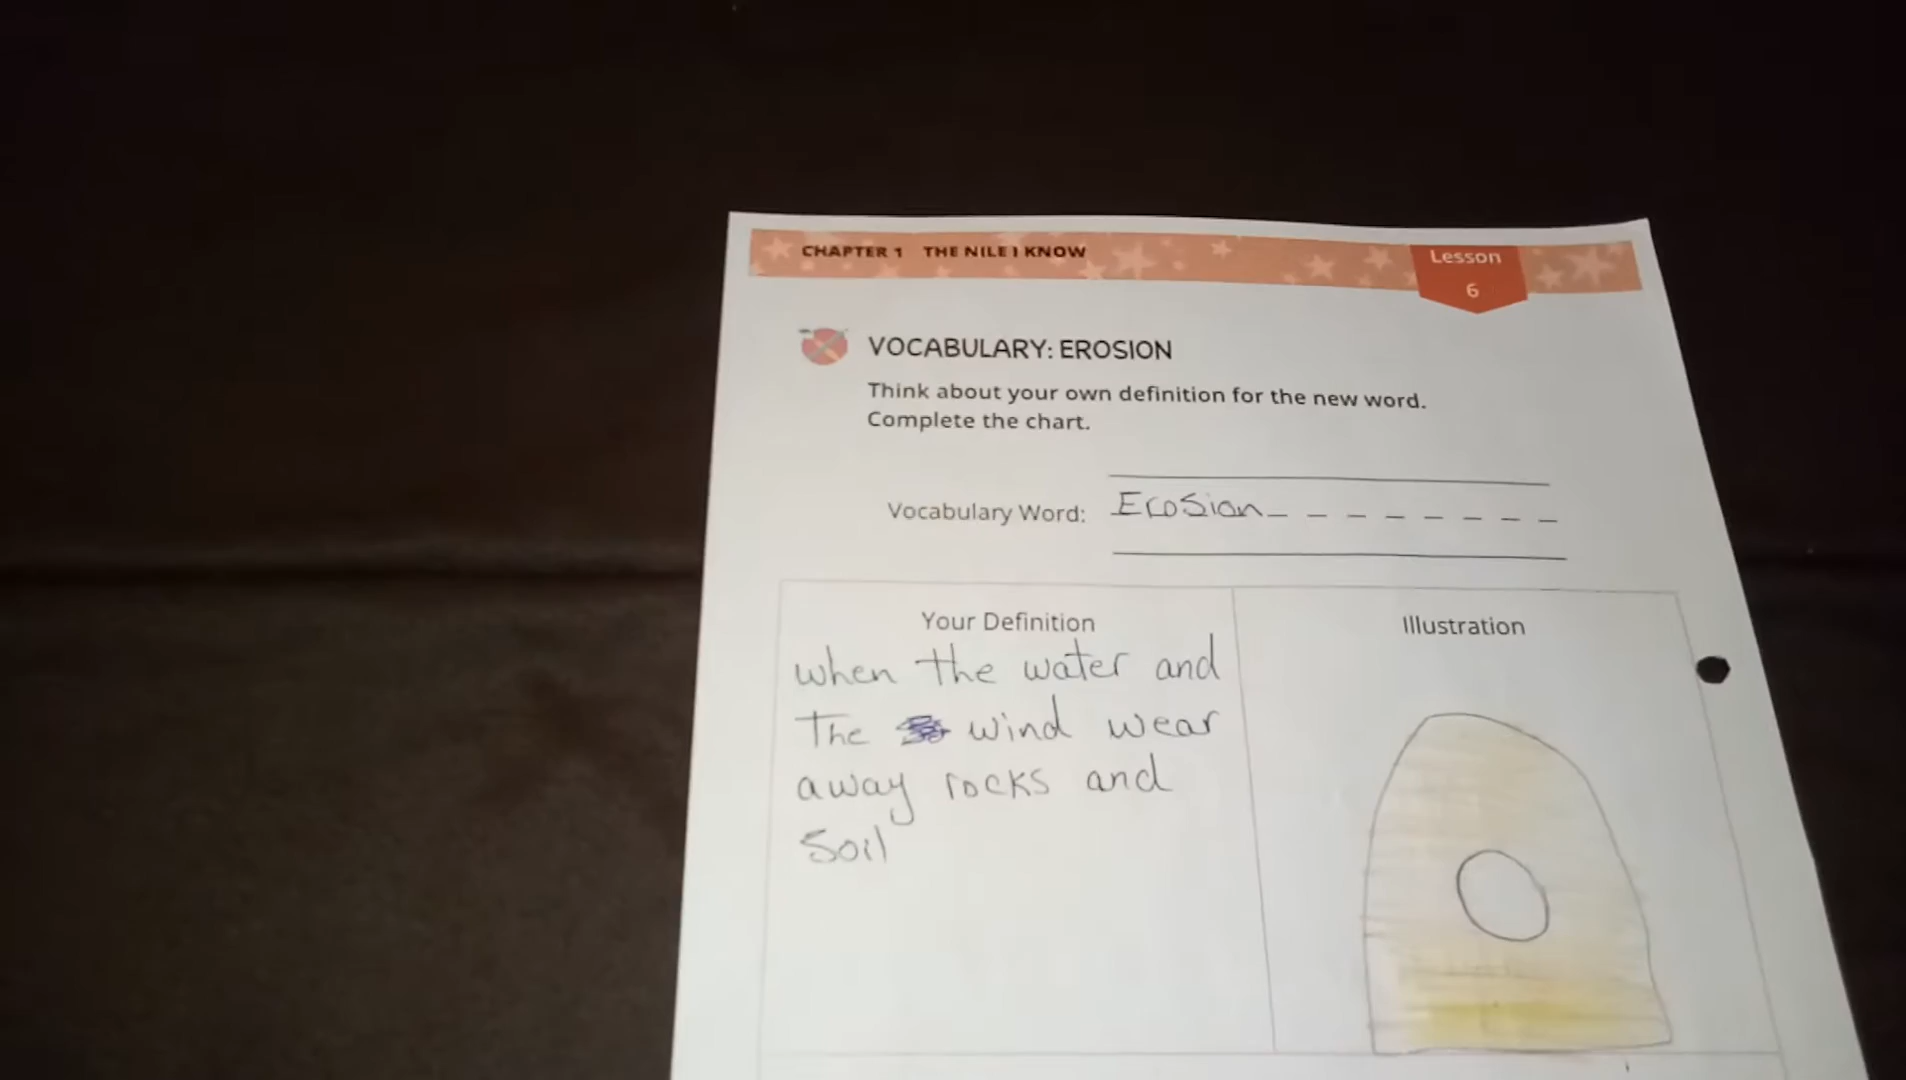 CHAPTER 1 THE NILE I KNOW
Lesson
6
VOCABULARY: EROSION
Think about your own definition for the new word.
Complete the chart.
Vocabulary Word: Erosion
Your Definition
when the water and
The wind wear
away rocks and
Soil
Illustration